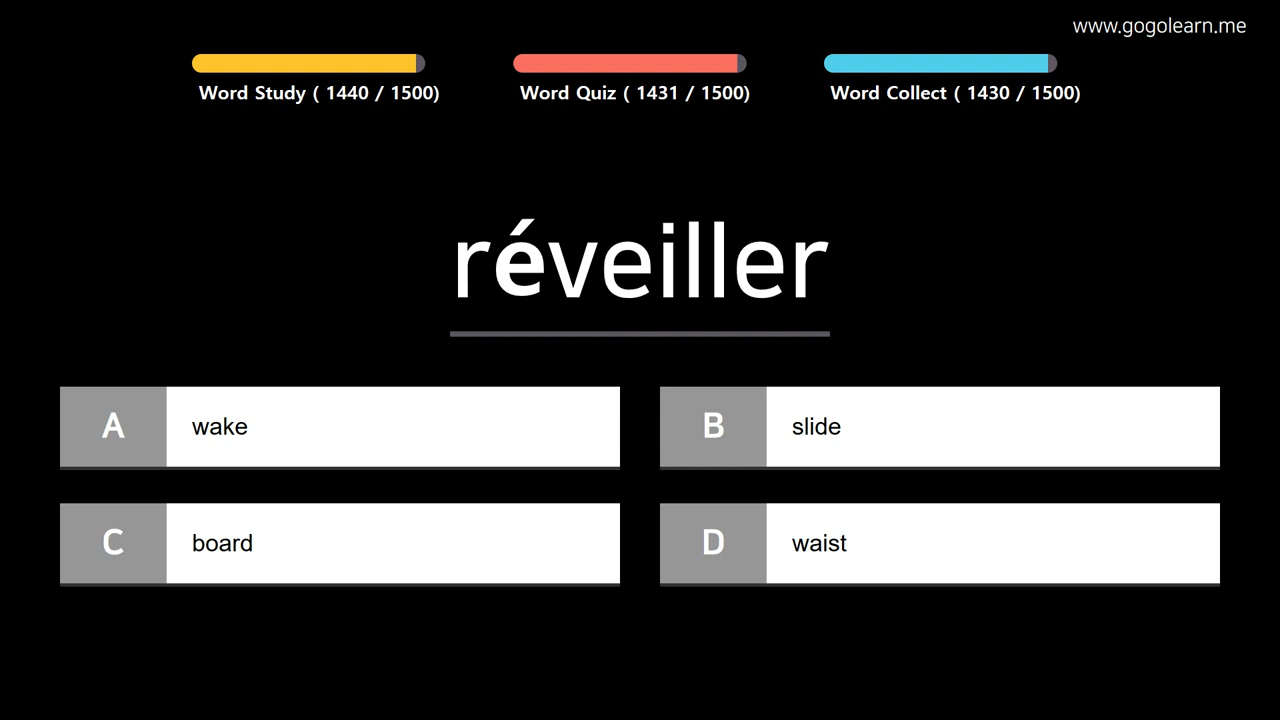 www.gogolearn.me
Word Study ( 1440 / 1500)
Word Quiz ( 1431 / 1500)
Word Collect ( 1430 / 1500)
réveiller
A wake
B slide
C board
D waist